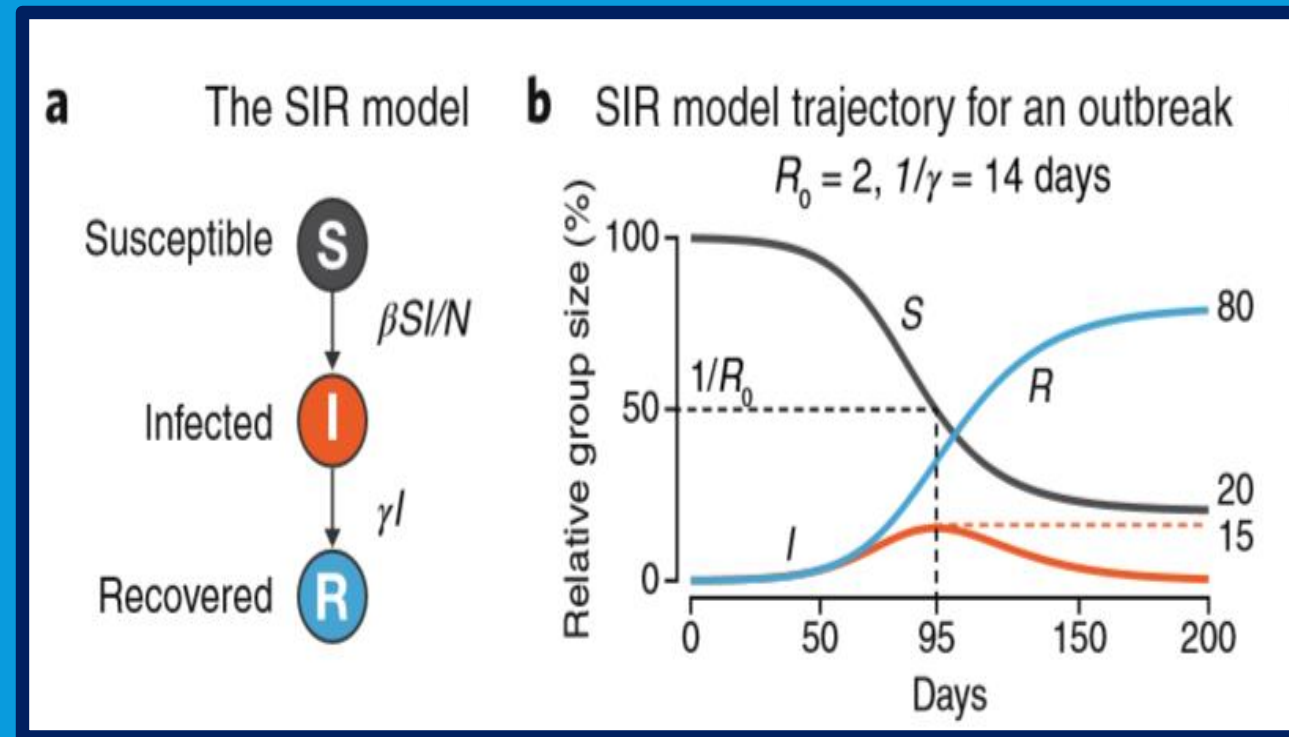 a The SIR model
Susceptible
S
βSI/N
Infected
I
γI
Recovered
R
b SIR model trajectory for an outbreak
R₀ = 2, 1/γ = 14 days
Relative group size (%)
100
S
80
1/R₀
R
50
20
15
I
0
0 50 95 150 200
Days